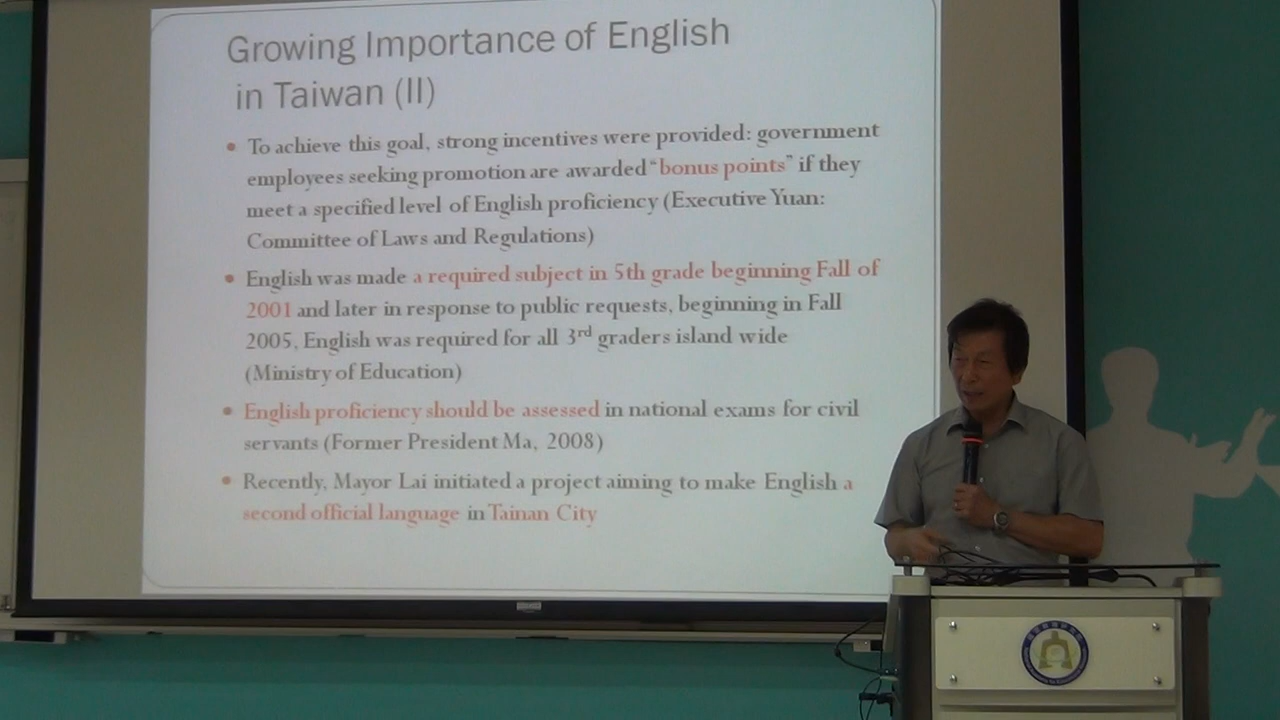 Growing Importance of English
in Taiwan (II)
• To achieve this goal, strong incentives were provided: government
employees seeking promotion are awarded “bonus points” if they
meet a specified level of English proficiency (Executive Yuan:
Committee of Laws and Regulations)
• English was made a required subject in 5th grade beginning Fall of
2001 and later in response to public requests, beginning in Fall
2005, English was required for all 3rd graders island wide
(Ministry of Education)
• English proficiency should be assessed in national exams for civil
servants (Former President Ma, 2008)
• Recently, Mayor Lai initiated a project aiming to make English a
second official language in Tainan City